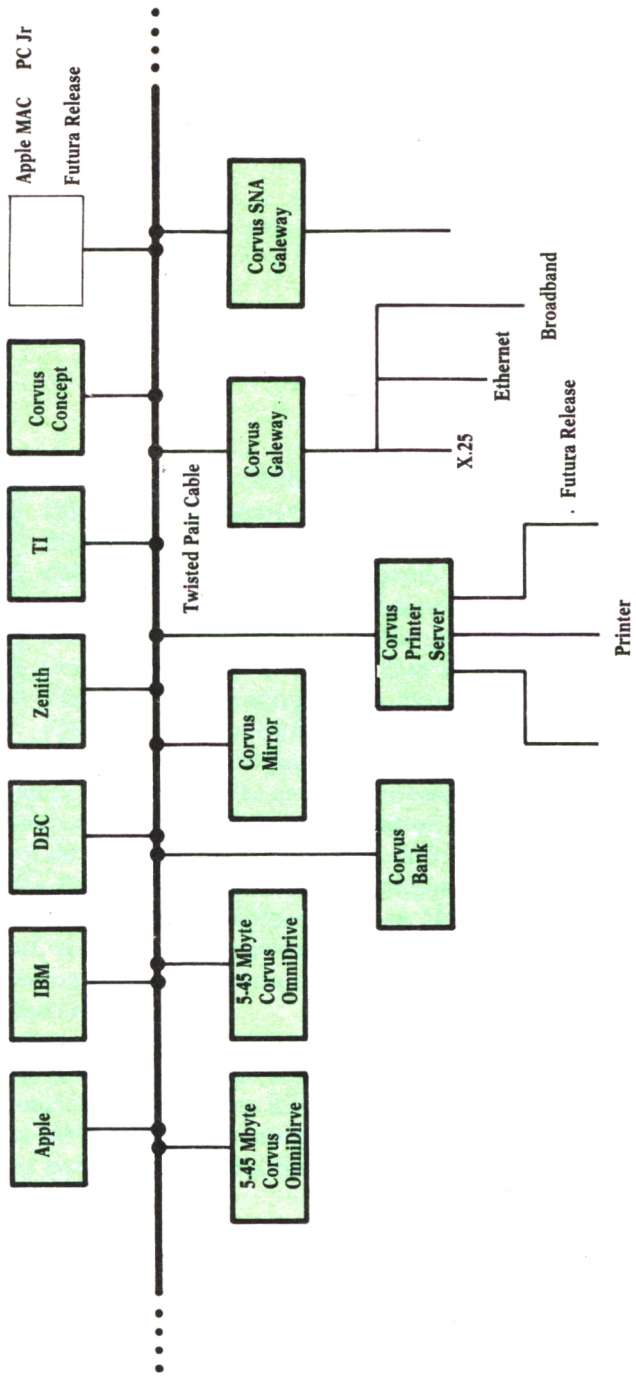 Apple
IBM
DEC
Zenith
TI
Corvus
Concept
Apple MAC PC Jr
Futura Release
Twisted Pair Cable
5-45 Mbyte
Corvus
OmniDirve
5-45 Mbyte
Corvus
OmniDrive
Corvus
Mirror
Corvus
Galeway
Corvus SNA
Galeway
Corvus
Bank
Corvus
Printer
Server
X.25
Ethernet
Broadband
Futura Release
Printer